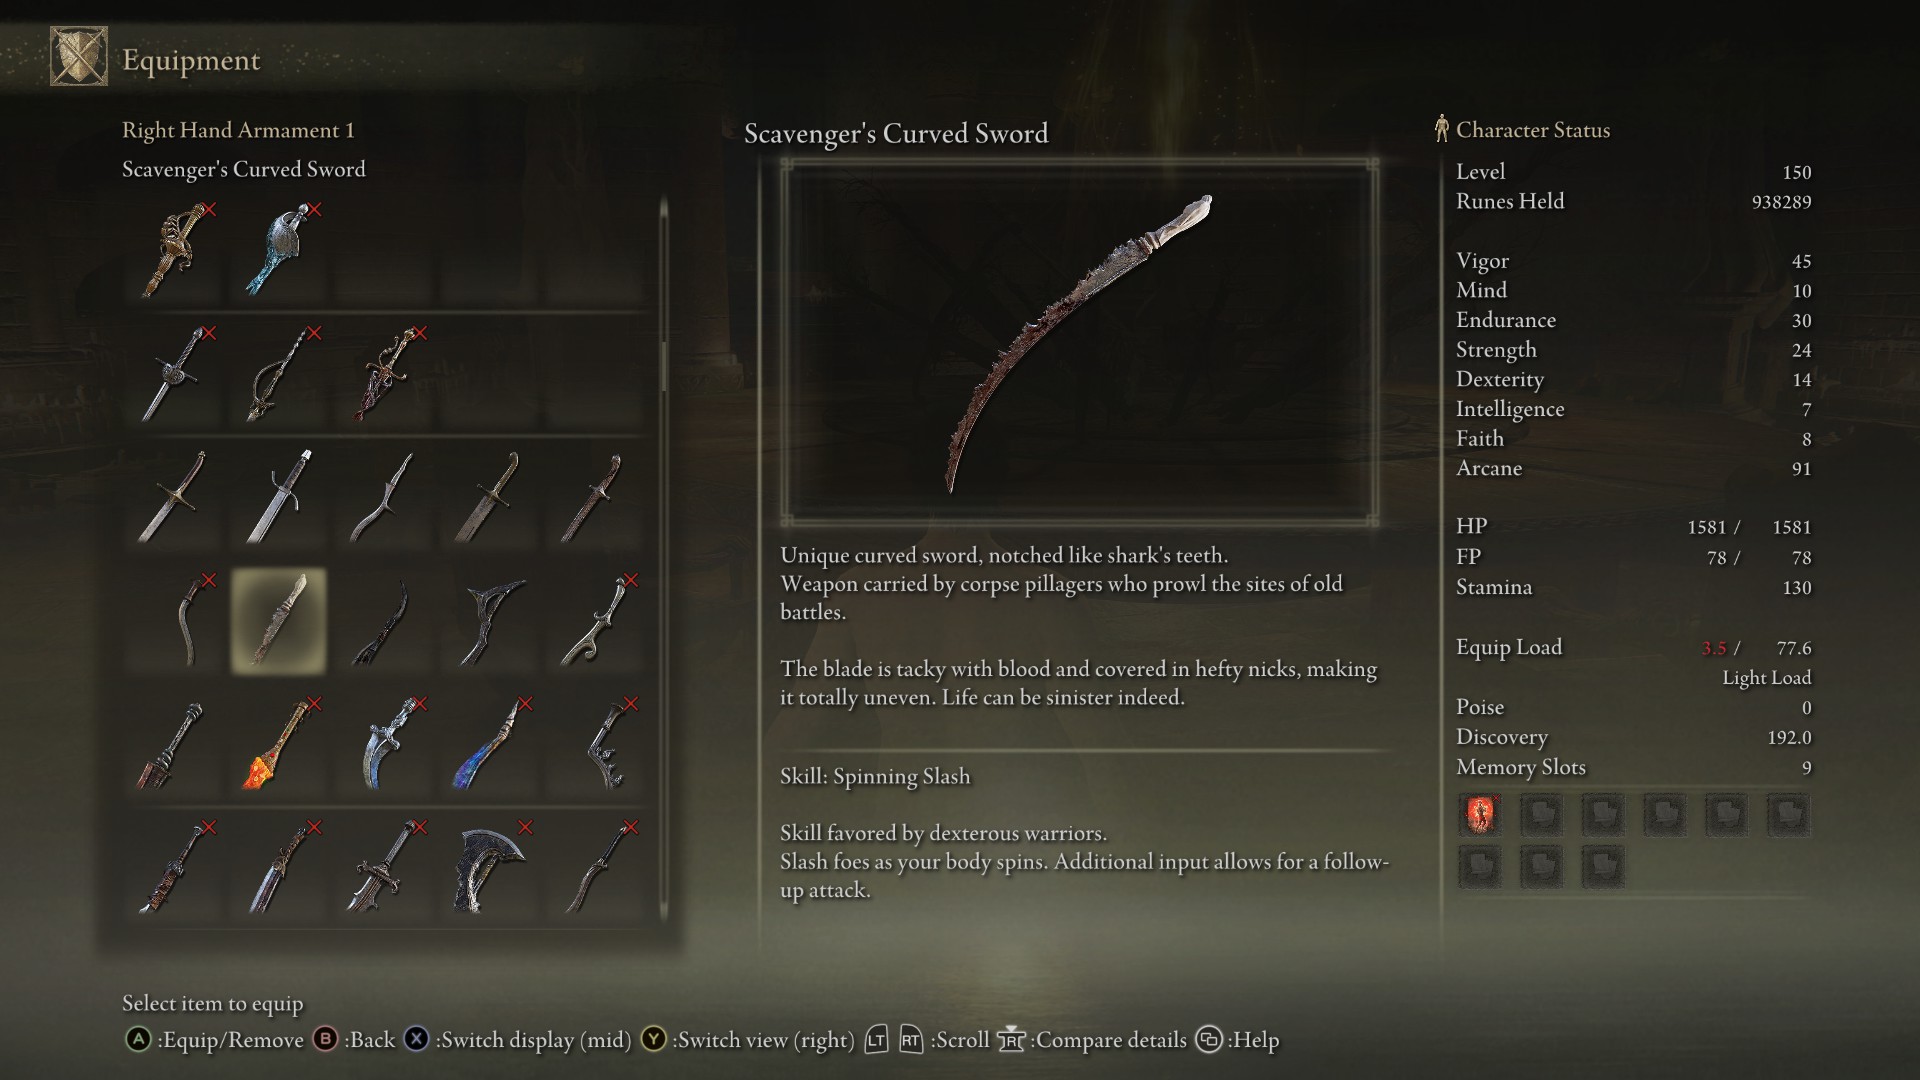 Equipment
Right Hand Armament 1
Scavenger's Curved Sword
Scavenger's Curved Sword
Unique curved sword, notched like shark's teeth.
Weapon carried by corpse pillagers who prowl the sites of old
battles.
The blade is tacky with blood and covered in hefty nicks, making
it totally uneven. Life can be sinister indeed.
Skill: Spinning Slash
Skill favored by dexterous warriors.
Slash foes as your body spins. Additional input allows for a follow-
up attack.
Character Status
Level 150
Runes Held 938289
Vigor 45
Mind 10
Endurance 30
Strength 24
Dexterity 14
Intelligence 7
Faith 8
Arcane 91
HP 1581 / 1581
FP 78 / 78
Stamina 130
Equip Load 3.5 / 77.6
Light Load
Poise 0
Discovery 192.0
Memory Slots 9
Select item to equip
A :Equip/Remove B :Back X :Switch display (mid) Y :Switch view (right) LT RT :Scroll R :Compare details :Help